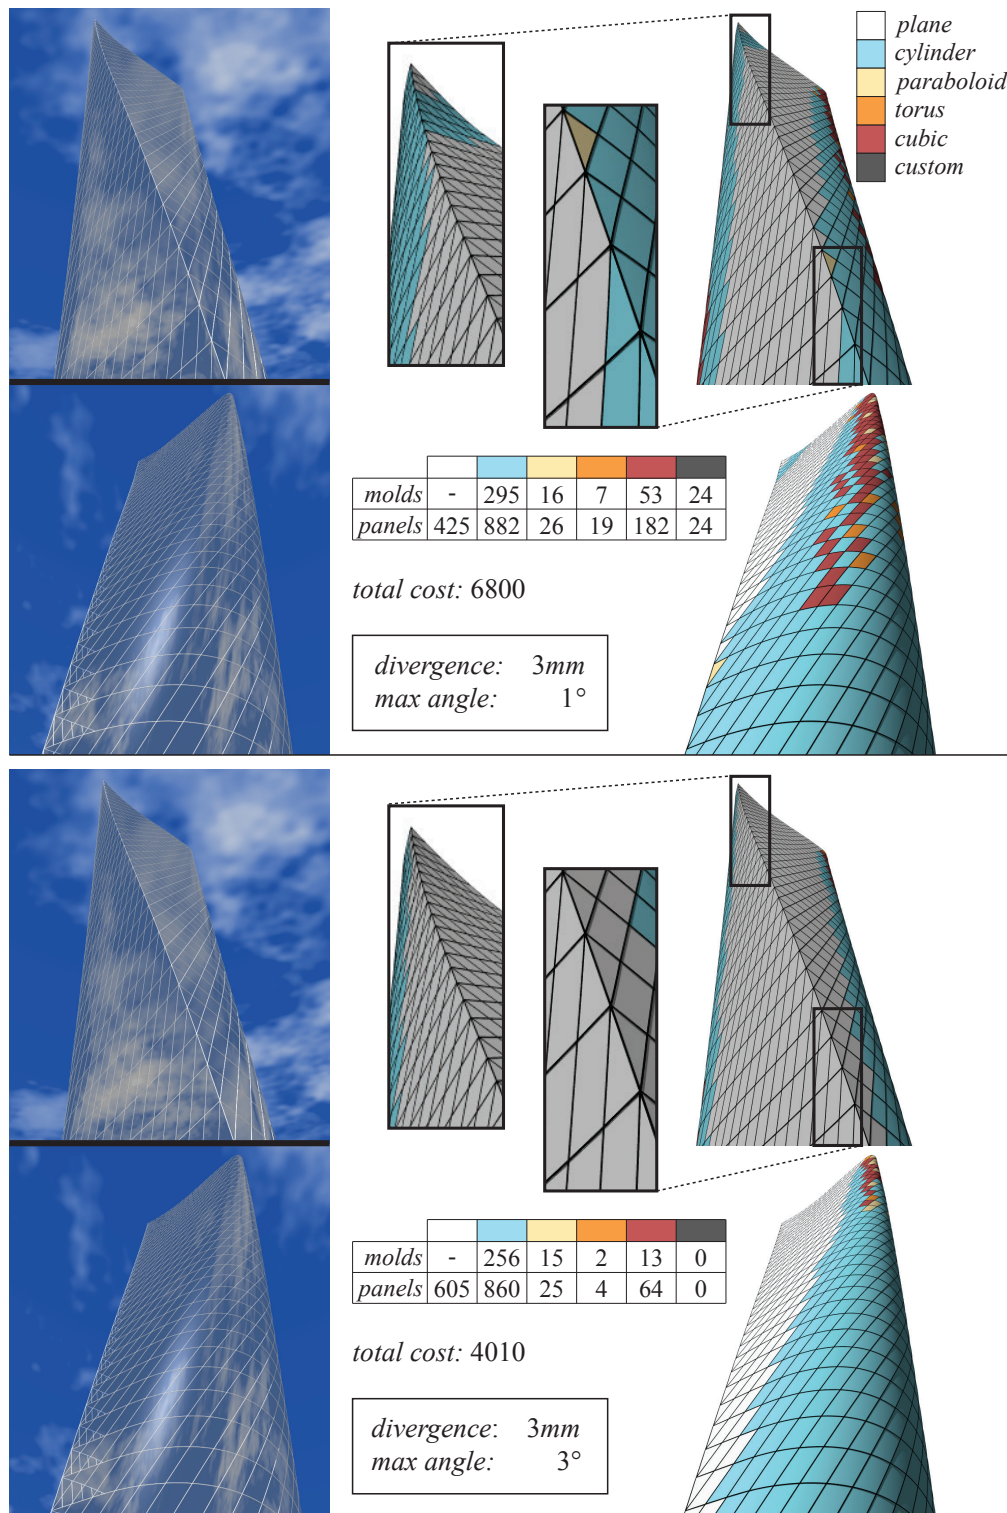 plane
cylinder
paraboloid
torus
cubic
custom
molds - 295 16 7 53 24
panels 425 882 26 19 182 24
total cost: 6800
divergence: 3mm
max angle: 1°
molds - 256 15 2 13 0
panels 605 860 25 4 64 0
total cost: 4010
divergence: 3mm
max angle: 3°